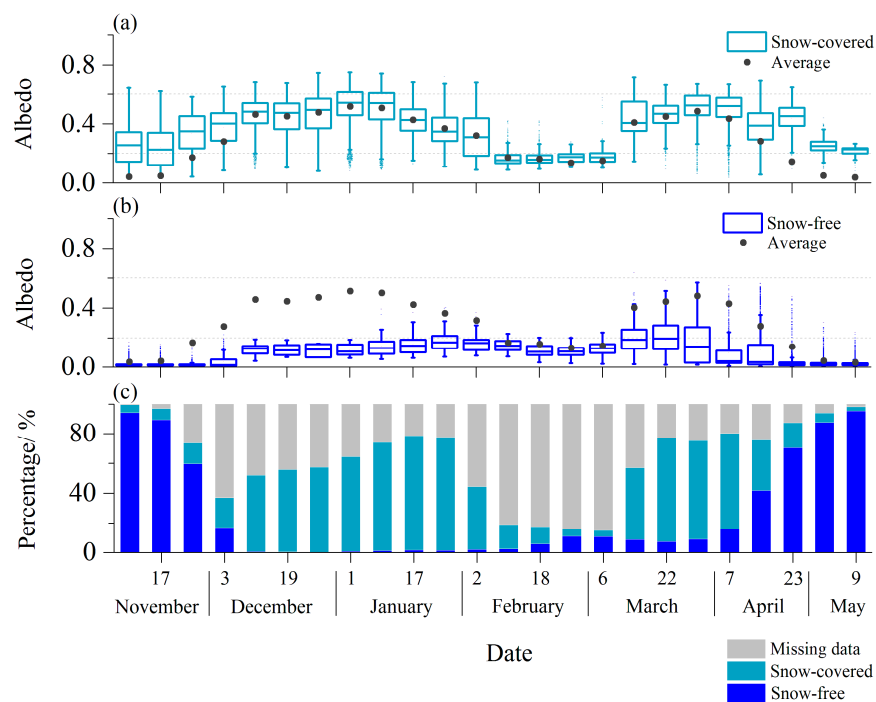 (a)
Albedo
0.8
0.4
0.0
Snow-covered
Average
(b)
Albedo
0.8
0.4
0.0
Snow-free
Average
(c)
Percentage/ %
80
40
0
17 3 19 1 17 2 18 6 22 7 23 9
November December January February March April May
Date
Missing data
Snow-covered
Snow-free